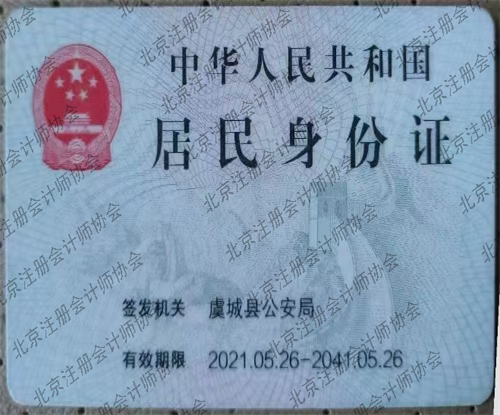 中华人民共和国
居民身份证
签发机关 虞城县公安局
有效期限 2021.05.26-2041.05.26
北京注册会计师协会